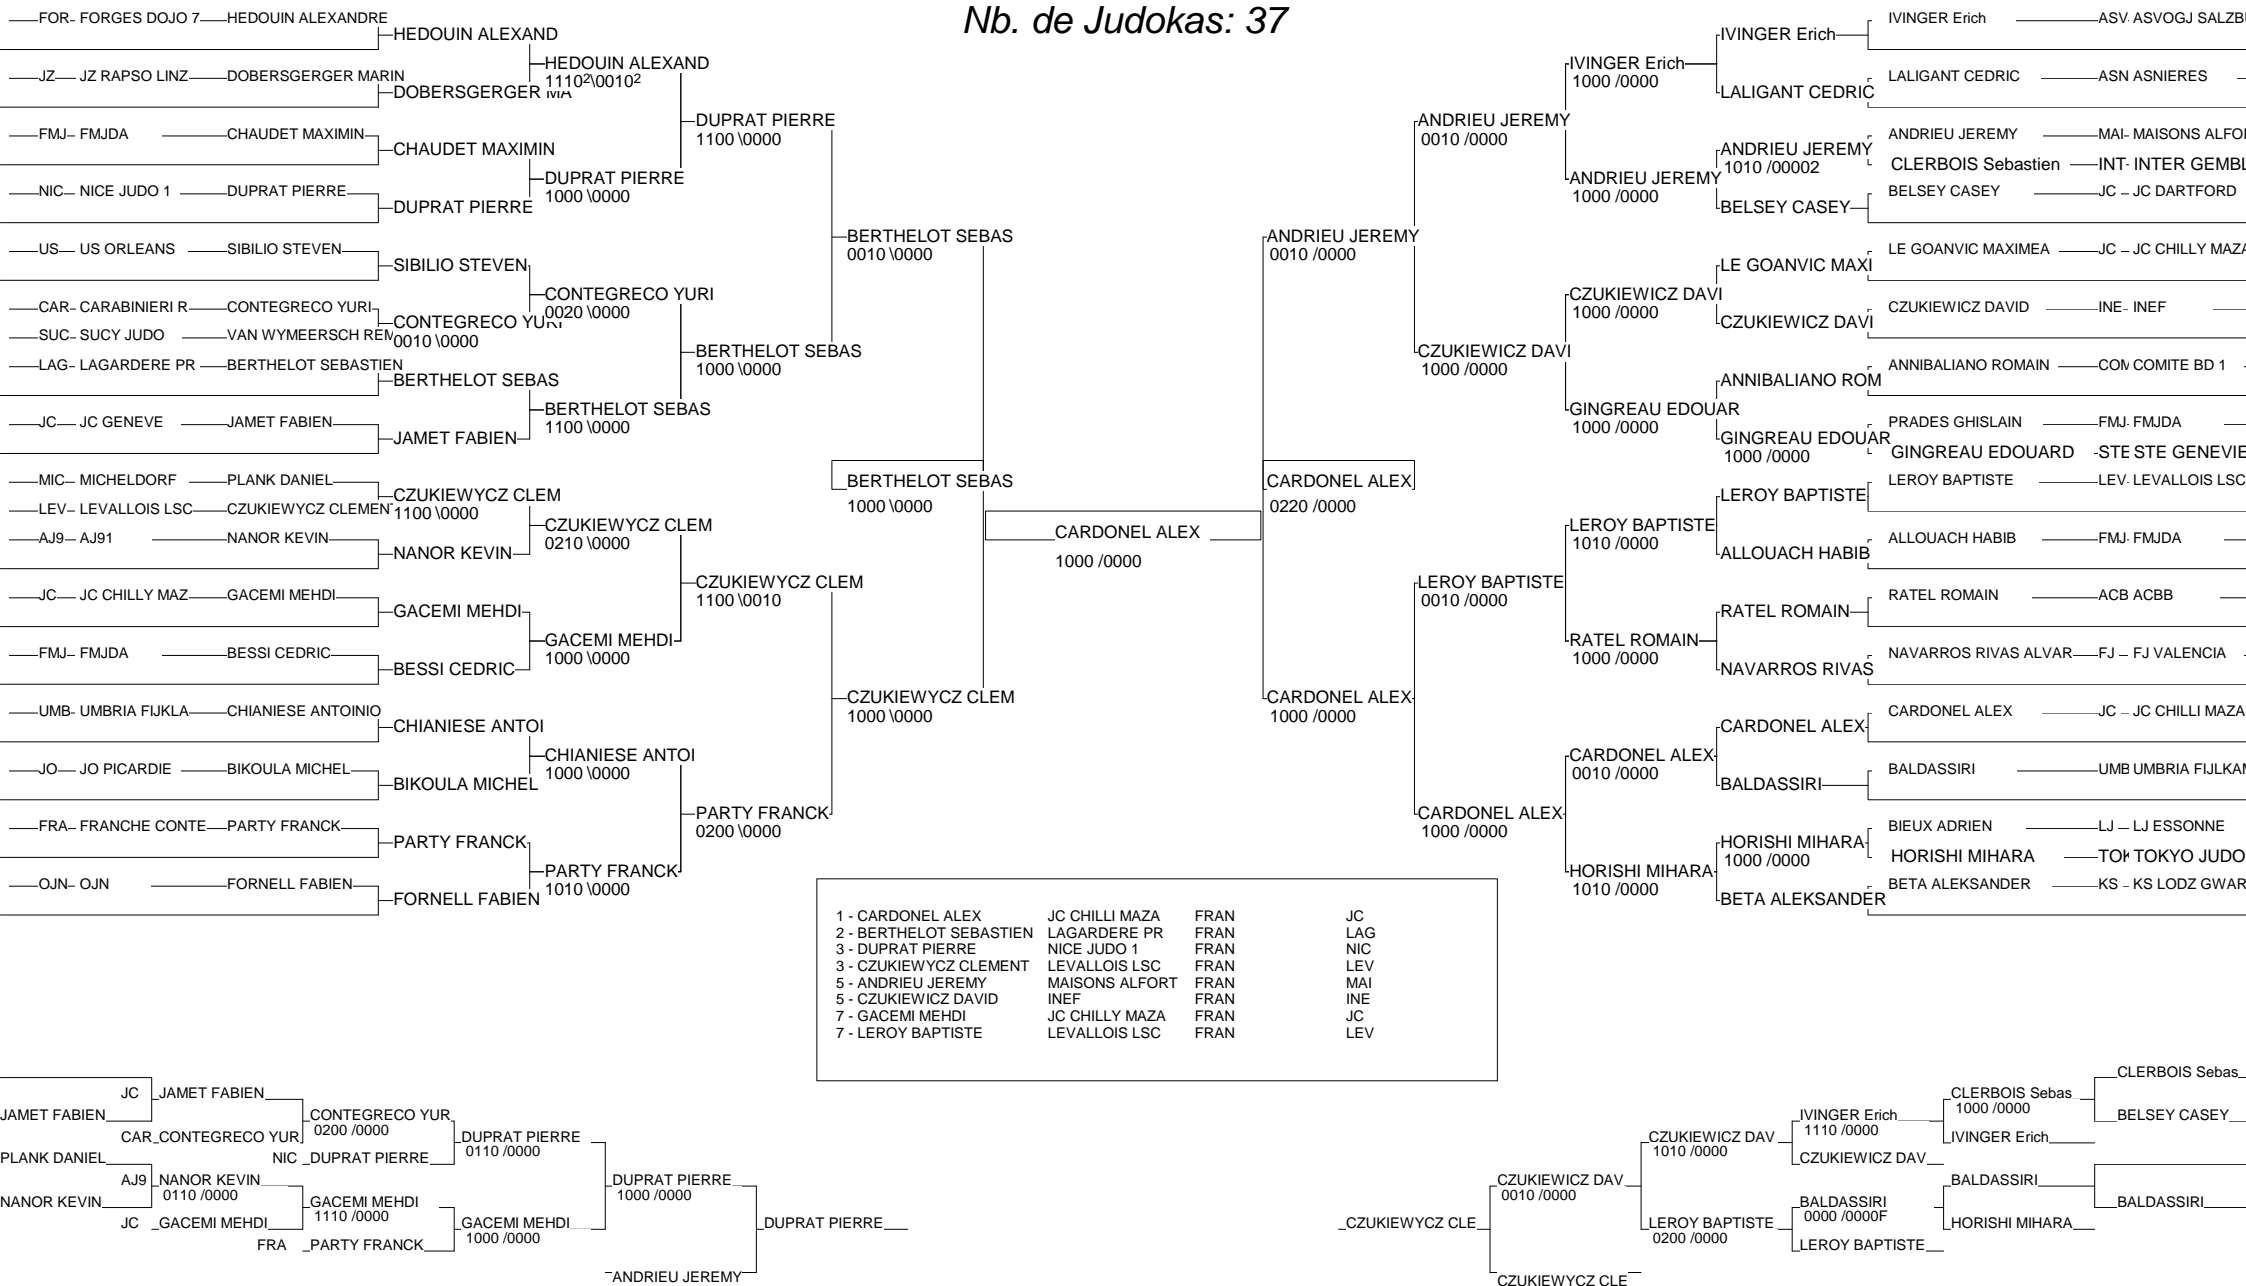 Nb. de Judokas: 37
FOR FORGES DOJO 7 HEDOUIN ALEXANDRE
HEDOUIN ALEXAND
HEDOUIN ALEXAND
1110²\0010²
JZ JZ RAPSO LINZ DOBERSGERGER MARIN
DOBERSGERGER MA
DUPRAT PIERRE
1100 \0000
FMJ FMJDA CHAUDET MAXIMIN
CHAUDET MAXIMIN
DUPRAT PIERRE
1000 \0000
NIC NICE JUDO 1 DUPRAT PIERRE
DUPRAT PIERRE
BERTHELOT SEBAS
0010 \0000
US US ORLEANS SIBILIO STEVEN
SIBILIO STEVEN
CONTEGRECO YURI
0020 \0000
CAR CARABINIERI R CONTEGRECO YURI
CONTEGRECO YURI
0010 \0000
SUC SUCY JUDO VAN WYMEERSCH REM
BERTHELOT SEBAS
1000 \0000
LAG LAGARDERE PR BERTHELOT SEBASTIEN
BERTHELOT SEBAS
BERTHELOT SEBAS
1100 \0000
JC JC GENEVE JAMET FABIEN
JAMET FABIEN
BERTHELOT SEBAS
1000 \0000
MIC MICHELDORF PLANK DANIEL
CZUKIEWYCZ CLEM
1100 \0000
LEV LEVALLOIS LSC CZUKIEWYCZ CLEMENT
CZUKIEWYCZ CLEM
0210 \0000
AJ9 AJ91 NANOR KEVIN
NANOR KEVIN
CZUKIEWYCZ CLEM
1100 \0010
JC JC CHILLY MAZ GACEMI MEHDI
GACEMI MEHDI
GACEMI MEHDI
1000 \0000
FMJ FMJDA BESSI CEDRIC
BESSI CEDRIC
CZUKIEWYCZ CLEM
1000 \0000
UMB UMBRIA FIJKLA CHIANIESE ANTOINIO
CHIANIESE ANTOI
CHIANIESE ANTOI
1000 \0000
JO JO PICARDIE BIKOULA MICHEL
BIKOULA MICHEL
PARTY FRANCK
0200 \0000
FRA FRANCHE CONTE PARTY FRANCK
PARTY FRANCK
PARTY FRANCK
1010 \0000
OJN OJN FORNELL FABIEN
FORNELL FABIEN
CARDONEL ALEX
1000 /0000
IVINGER Erich ASV ASVOGJ SALZB
IVINGER Erich
IVINGER Erich
1000 /0000
LALIGANT CEDRIC ASN ASNIERES
LALIGANT CEDRIC
ANDRIEU JEREMY
0010 /0000
ANDRIEU JEREMY MAI MAISONS ALFO
ANDRIEU JEREMY
1010 /00002
CLERBOIS Sebastien INT INTER GEMBL
ANDRIEU JEREMY
1000 /0000
BELSEY CASEY JC JC DARTFORD
BELSEY CASEY
ANDRIEU JEREMY
0010 /0000
LE GOANVIC MAXIMEA JC JC CHILLY MAZA
LE GOANVIC MAXI
CZUKIEWICZ DAVI
1000 /0000
CZUKIEWICZ DAVID INE INEF
CZUKIEWICZ DAVI
CZUKIEWICZ DAVI
1000 /0000
ANNIBALIANO ROMAIN COM COMITE BD 1
ANNIBALIANO ROM
GINGREAU EDOUAR
1000 /0000
PRADES GHISLAIN FMJ FMJDA
GINGREAU EDOUAR
1000 /0000
GINGREAU EDOUARD STE STE GENEVIE
CARDONEL ALEX
0220 /0000
LEROY BAPTISTE LEV LEVALLOIS LSC
LEROY BAPTISTE
LEROY BAPTISTE
1010 /0000
ALLOUACH HABIB FMJ FMJDA
ALLOUACH HABIB
LEROY BAPTISTE
0010 /0000
RATEL ROMAIN ACB ACBB
RATEL ROMAIN
RATEL ROMAIN
1000 /0000
NAVARROS RIVAS ALVAR FJ FJ VALENCIA
NAVARROS RIVAS
CARDONEL ALEX
1000 /0000
CARDONEL ALEX JC JC CHILLI MAZA
CARDONEL ALEX
CARDONEL ALEX
0010 /0000
BALDASSIRI UMB UMBRIA FIJLKAM
BALDASSIRI
CARDONEL ALEX
1000 /0000
BIEUX ADRIEN LJ LJ ESSONNE
HORISHI MIHARA
1000 /0000
HORISHI MIHARA TOK TOKYO JUDO
HORISHI MIHARA
1010 /0000
BETA ALEKSANDER KS KS LODZ GWAR
BETA ALEKSANDER
1 - CARDONEL ALEX JC CHILLI MAZA FRAN JC
2 - BERTHELOT SEBASTIEN LAGARDERE PR FRAN LAG
3 - DUPRAT PIERRE NICE JUDO 1 FRAN NIC
3 - CZUKIEWYCZ CLEMENT LEVALLOIS LSC FRAN LEV
5 - ANDRIEU JEREMY MAISONS ALFORT FRAN MAI
5 - CZUKIEWICZ DAVID INEF FRAN INE
7 - GACEMI MEHDI JC CHILLY MAZA FRAN JC
7 - LEROY BAPTISTE LEVALLOIS LSC FRAN LEV
JC JAMET FABIEN
JAMET FABIEN
CONTEGRECO YUR
0200 /0000
CAR CONTEGRECO YUR
DUPRAT PIERRE
0110 /0000
PLANK DANIEL
NIC DUPRAT PIERRE
AJ9 NANOR KEVIN
0110 /0000
DUPRAT PIERRE
1000 /0000
NANOR KEVIN
GACEMI MEHDI
1110 /0000
JC GACEMI MEHDI
GACEMI MEHDI
1000 /0000
DUPRAT PIERRE
FRA PARTY FRANCK
ANDRIEU JEREMY
CLERBOIS Sebas
CLERBOIS Sebas
1000 /0000
IVINGER Erich
1110 /0000
BELSEY CASEY
CZUKIEWICZ DAV
1010 /0000
IVINGER Erich
CZUKIEWICZ DAV
CZUKIEWICZ DAV
0010 /0000
BALDASSIRI
BALDASSIRI
0000 /0000F
BALDASSIRI
CZUKIEWYCZ CLE
LEROY BAPTISTE
0200 /0000
HORISHI MIHARA
LEROY BAPTISTE
CZUKIEWYCZ CLE